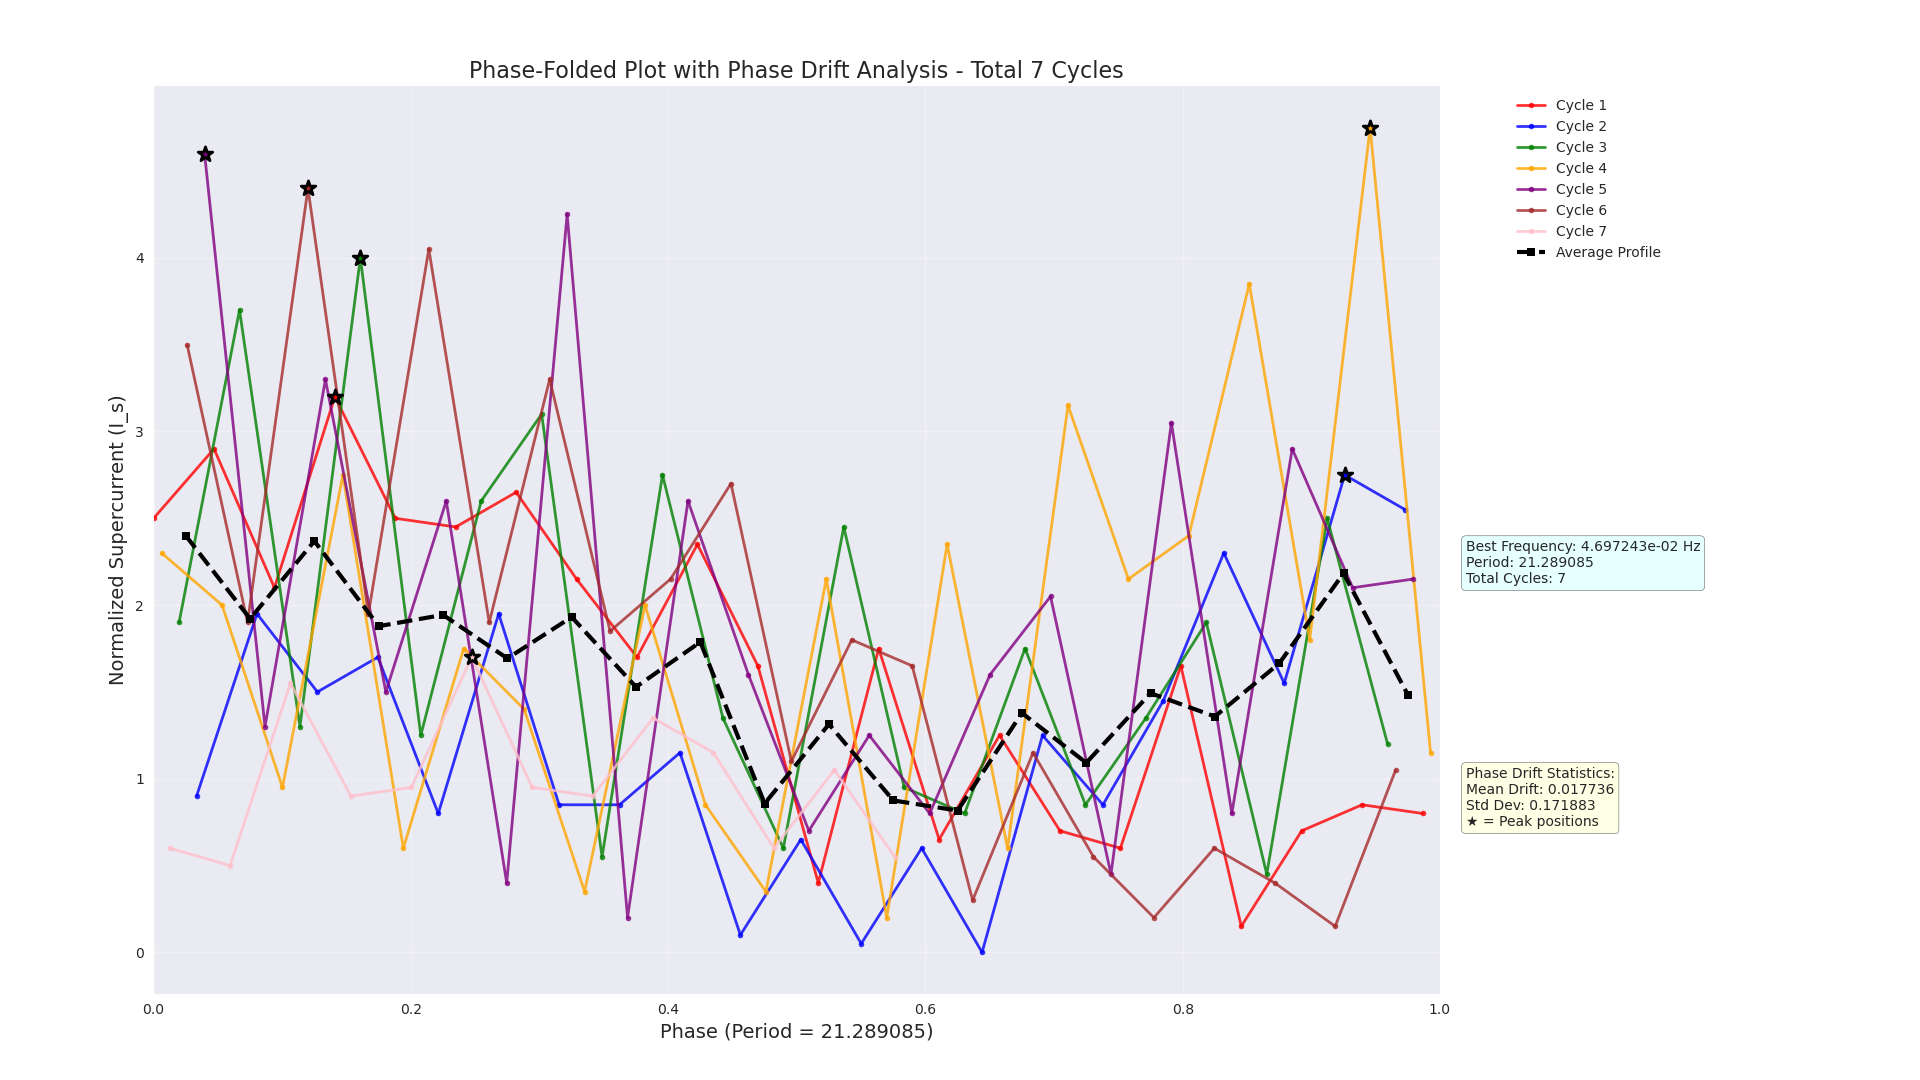 Phase-Folded Plot with Phase Drift Analysis - Total 7 Cycles
Normalized Supercurrent (I_s)
4
3
2
1
0
0.0
0.2
0.4
0.6
0.8
1.0
Phase (Period = 21.289085)
Cycle 1
Cycle 2
Cycle 3
Cycle 4
Cycle 5
Cycle 6
Cycle 7
Average Profile
Best Frequency: 4.697243e-02 Hz
Period: 21.289085
Total Cycles: 7
Phase Drift Statistics:
Mean Drift: 0.017736
Std Dev: 0.171883
★ = Peak positions